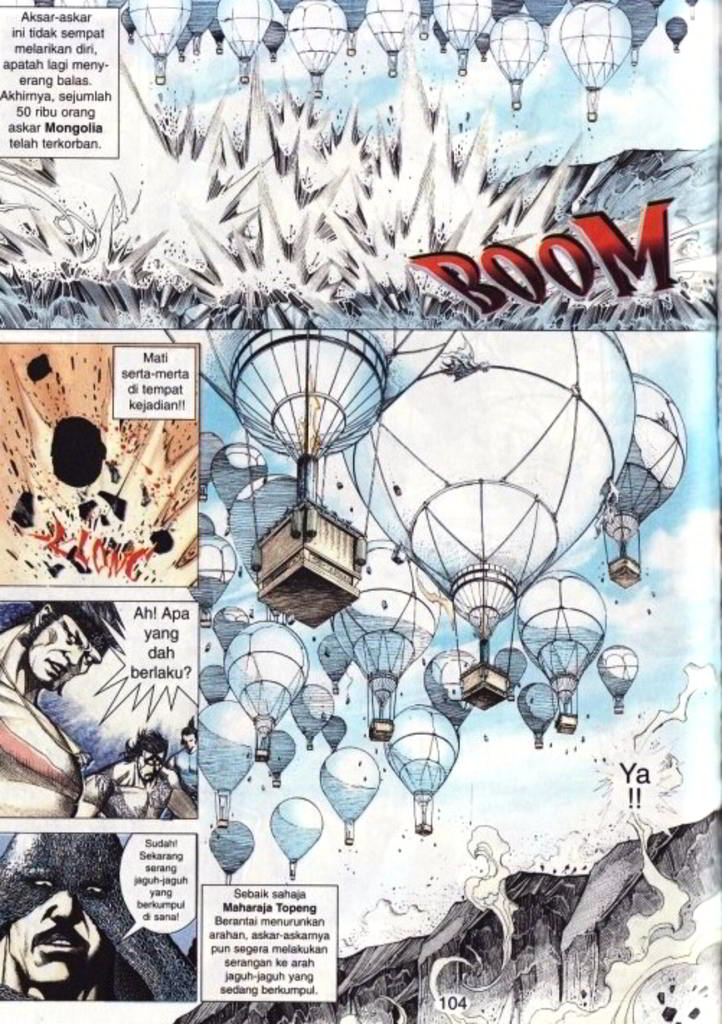 Aksar-askar
ini tidak sempat
melarikan diri,
apatah lagi meny-
erang balas.
Akhirnya, sejumlah
50 ribu orang
askar Mongolia
telah terkorban.
BOOM
Mati
serta-merta
di tempat
kejadian!!
Ah! Apa
yang
dah
berlaku?
Sudah!
Sekarang
serang
jaguh-jaguh
yang
berkumpul
di sana!
Sebaik sahaja
Maharaja Topeng
Berantai menurunkan
arahan, askar-askarnya
pun segera melakukan
serangan ke arah
jaguh-jaguh yang
sedang berkumpul.
Ya
!!
104